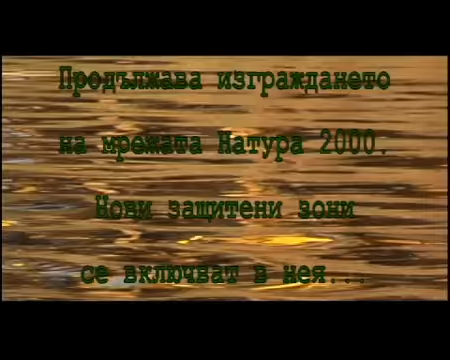 Продължава изграждането
на мрежата Натура 2000.
Нови защитени зони
се включват в нея...